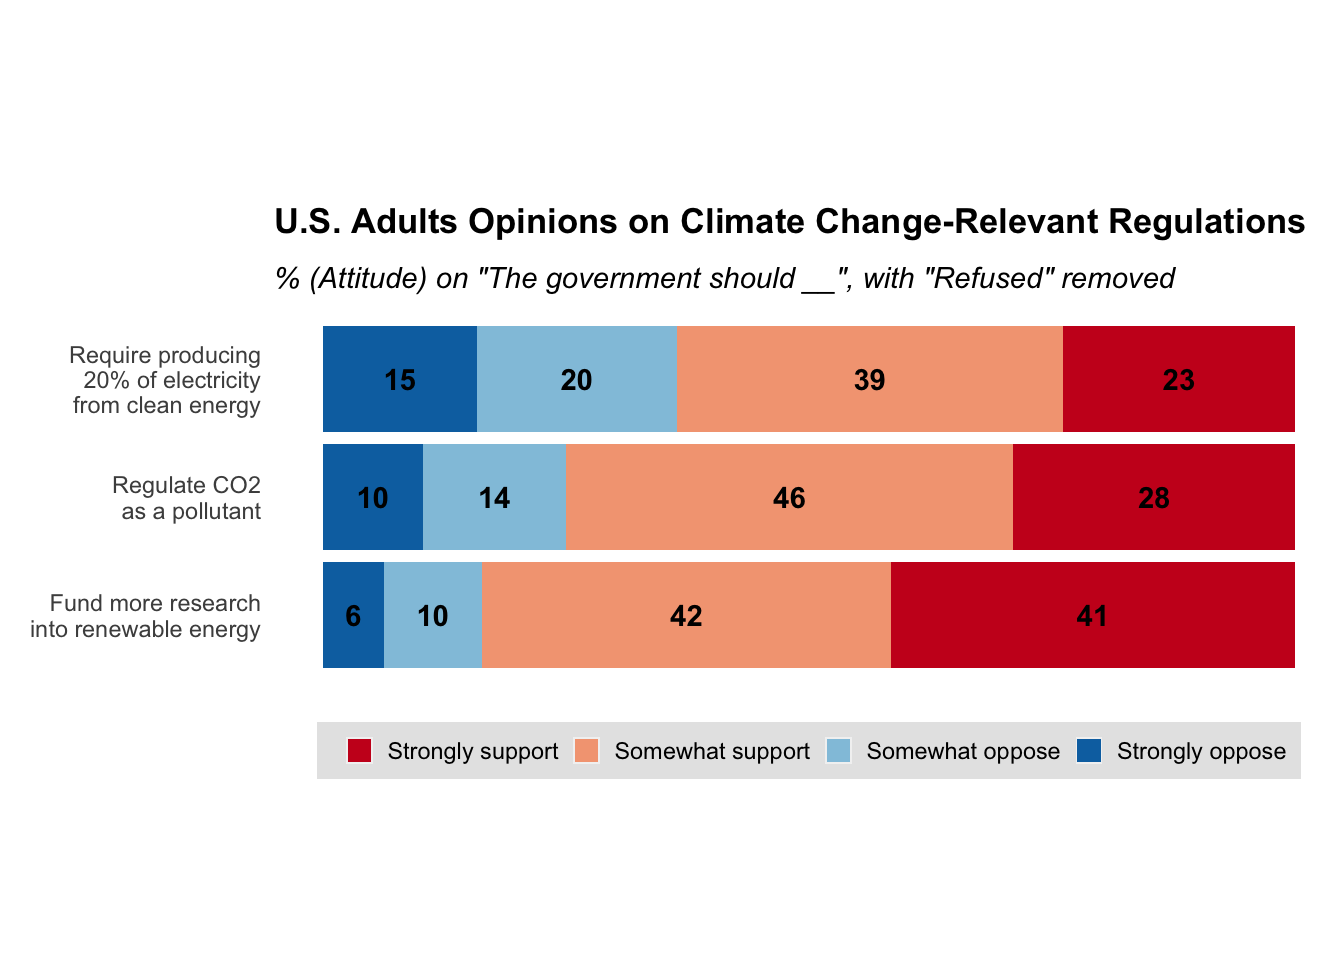 U.S. Adults Opinions on Climate Change-Relevant Regulations
% (Attitude) on "The government should __", with "Refused" removed
Require producing
20% of electricity
from clean energy
15 20 39 23
Regulate CO2
as a pollutant
10 14 46 28
Fund more research
into renewable energy
6 10 42 41
Strongly support Somewhat support Somewhat oppose Strongly oppose